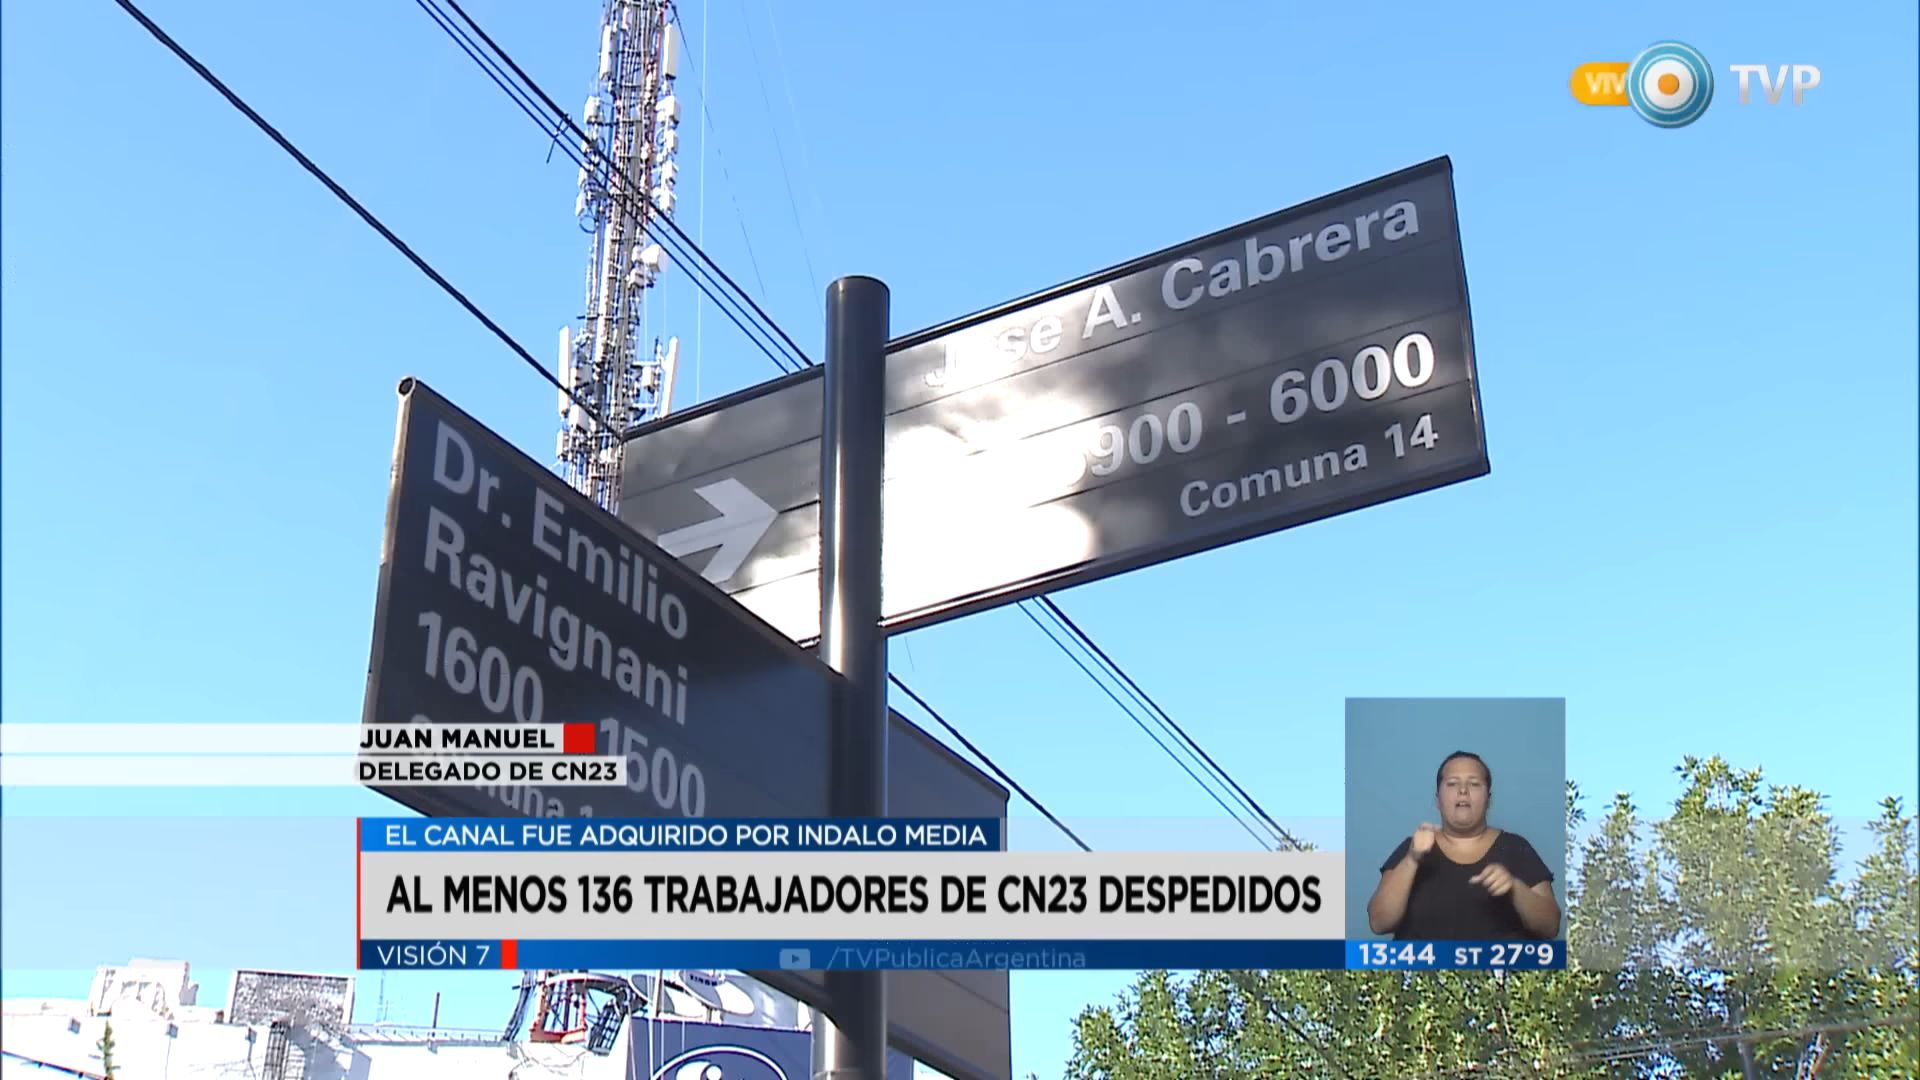 VIV
TVP
Jose A. Cabrera
900 - 6000
Comuna 14
Dr. Emilio
Ravignani
1600 - 1500
JUAN MANUEL
DELEGADO DE CN23
EL CANAL FUE ADQUIRIDO POR INDALO MEDIA
AL MENOS 136 TRABAJADORES DE CN23 DESPEDIDOS
VISIÓN 7
/TVPublicaArgentina
13:44 ST 27°9